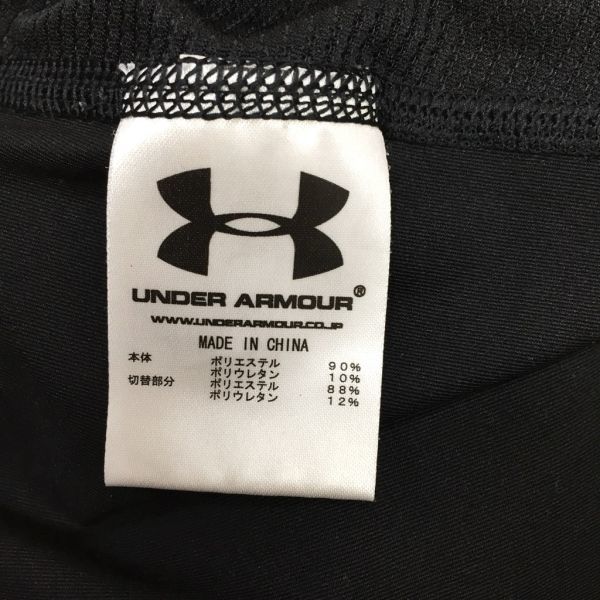 UNDER ARMOUR®
WWW.UNDERARMOUR.CO.JP
MADE IN CHINA
本体 ポリエステル 90%
ポリウレタン 10%
切替部分 ポリエステル 88%
ポリウレタン 12%